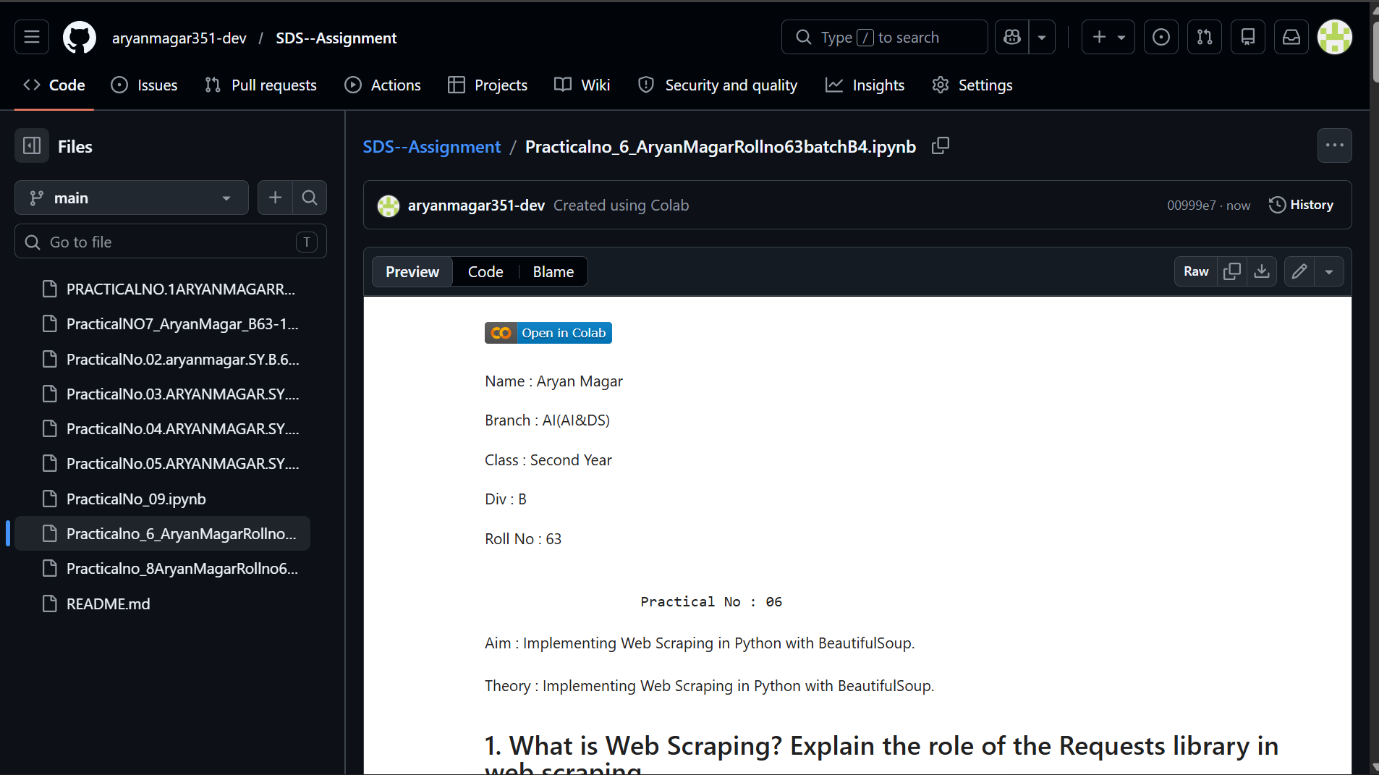 aryanmagar351-dev / SDS--Assignment
Type / to search
Code
Issues
Pull requests
Actions
Projects
Wiki
Security and quality
Insights
Settings
Files
main
Go to file
T
PRACTICALNO.1ARYANMAGARR...
PracticalNO7_AryanMagar_B63-1...
PracticalNo.02.aryanmagar.SY.B.6...
PracticalNo.03.ARYANMAGAR.SY....
PracticalNo.04.ARYANMAGAR.SY....
PracticalNo.05.ARYANMAGAR.SY....
PracticalNo_09.ipynb
Practicalno_6_AryanMagarRollno...
Practicalno_8AryanMagarRollno6...
README.md
SDS--Assignment / Practicalno_6_AryanMagarRollno63batchB4.ipynb
aryanmagar351-dev Created using Colab
00999e7 · now
History
Preview
Code
Blame
Raw
Open in Colab
Name : Aryan Magar
Branch : AI(AI&DS)
Class : Second Year
Div : B
Roll No : 63
Practical No : 06
Aim : Implementing Web Scraping in Python with BeautifulSoup.
Theory : Implementing Web Scraping in Python with BeautifulSoup.
1. What is Web Scraping? Explain the role of the Requests library in
web scraping